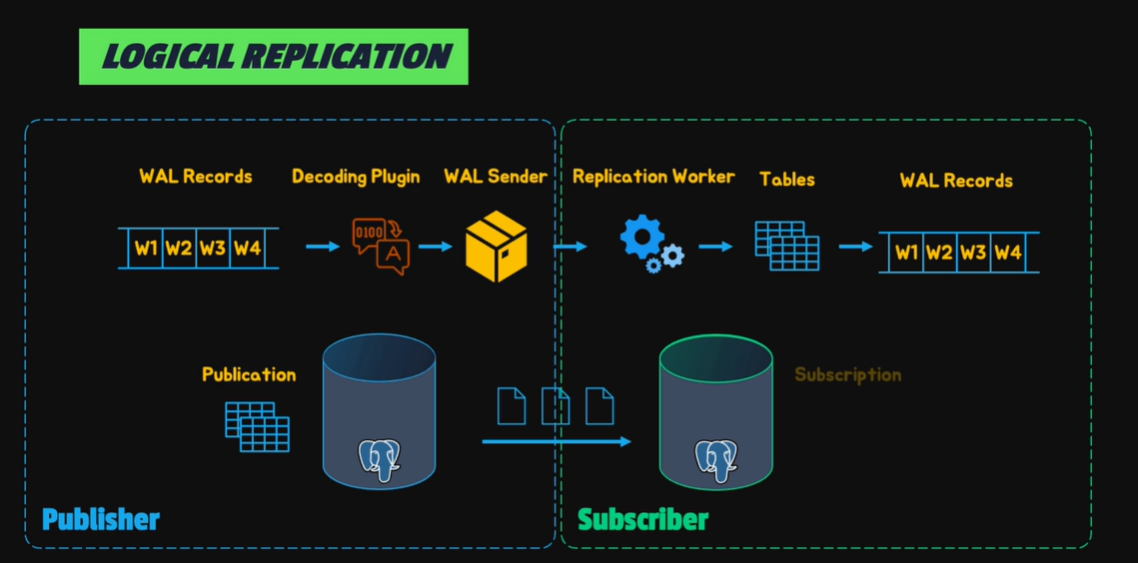 LOGICAL REPLICATION
WAL Records
Decoding Plugin
WAL Sender
Replication Worker
Tables
WAL Records
W1 W2 W3 W4
0100
A
W1 W2 W3 W4
Publication
Subscription
Publisher
Subscriber